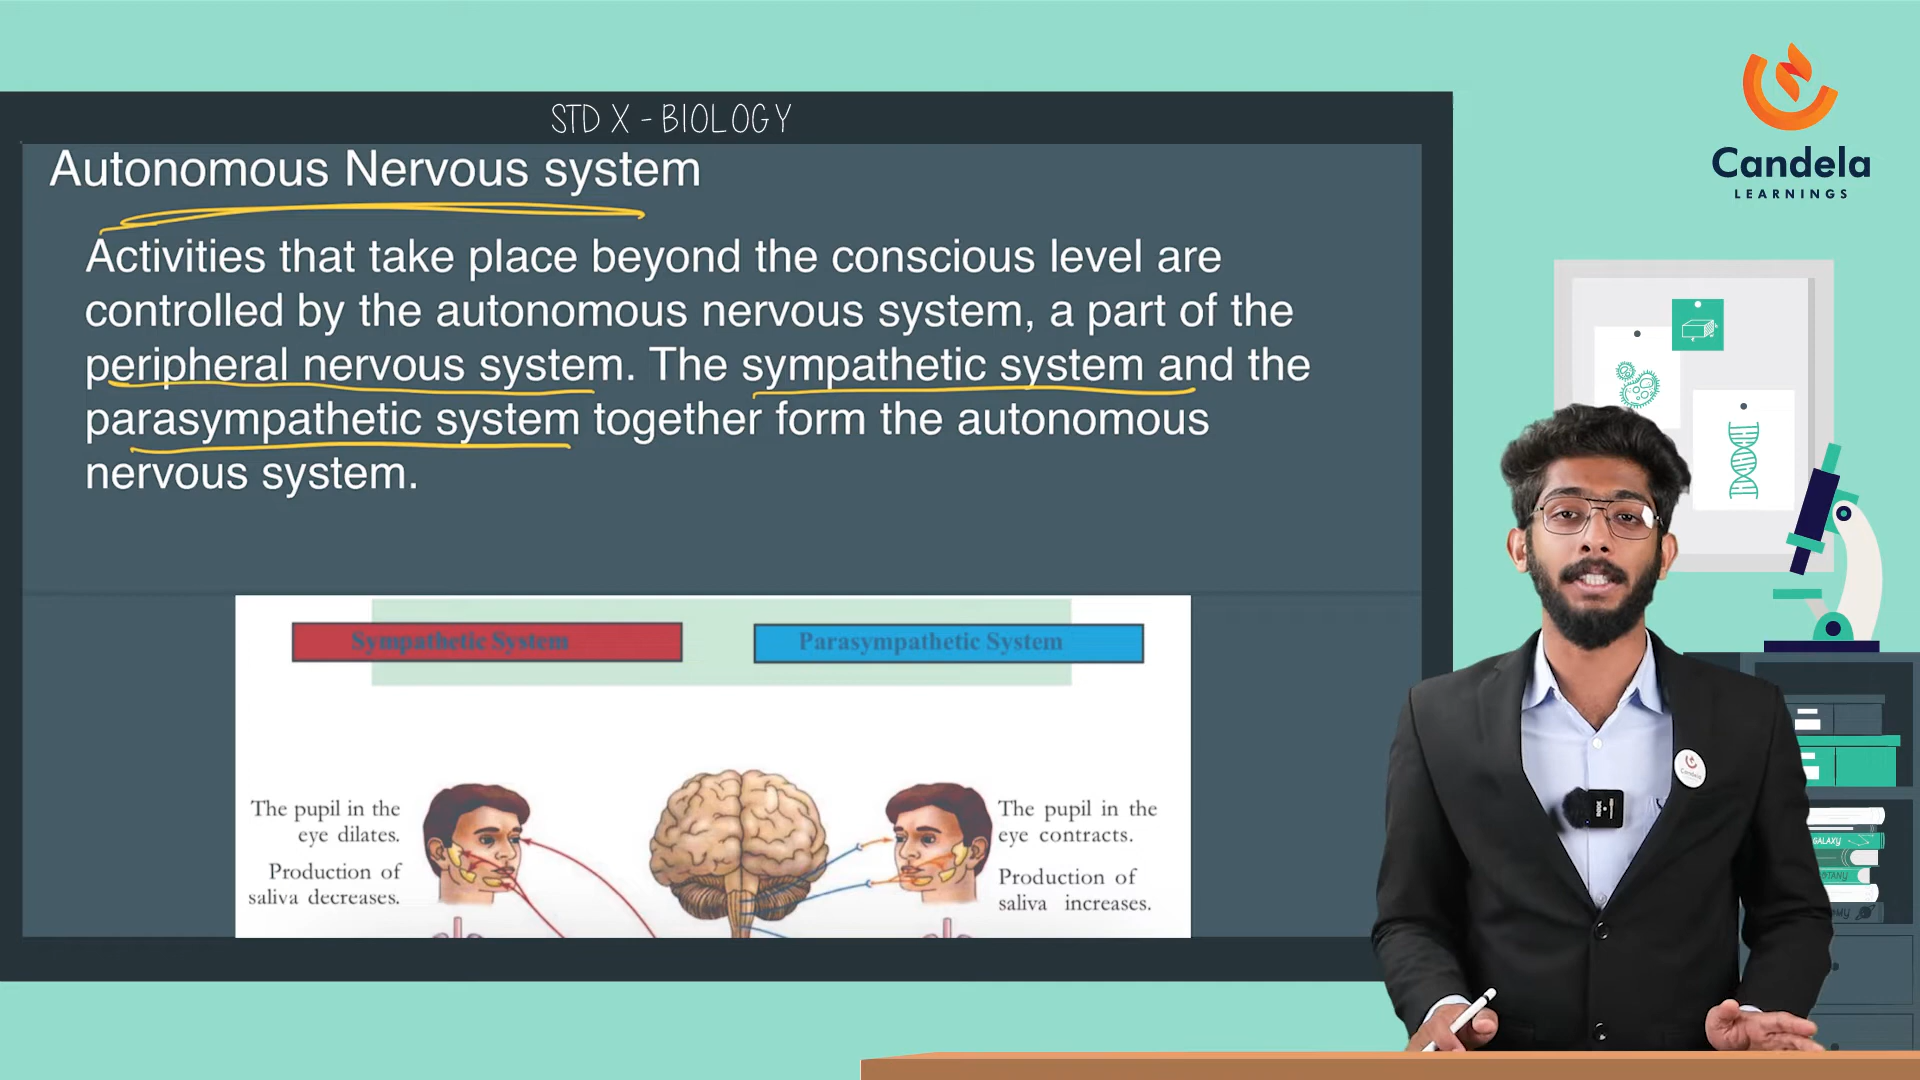 STD X - BIOLOGY
Autonomous Nervous system
Activities that take place beyond the conscious level are
controlled by the autonomous nervous system, a part of the
peripheral nervous system. The sympathetic system and the
parasympathetic system together form the autonomous
nervous system.
Sympathetic System
Parasympathetic System
The pupil in the
eye dilates.
Production of
saliva decreases.
The pupil in the
eye contracts.
Production of
saliva increases.
Candela
LEARNINGS
Candela
GALAXY